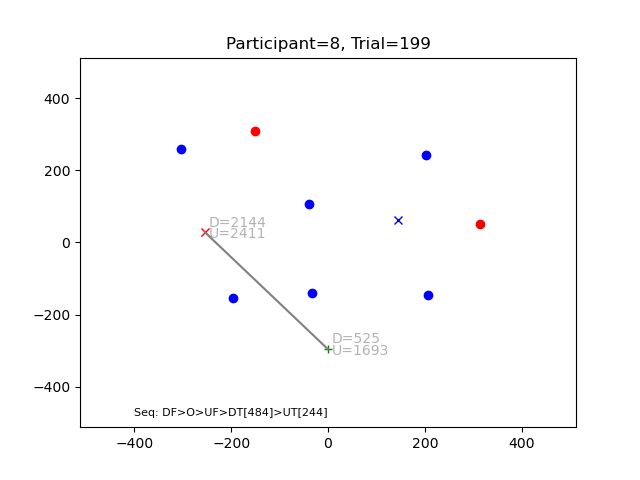 Participant=8, Trial=199
400
200
0
−200
−400
D=2144
U=2411
D=525
U=1693
Seq: DF>O>UF>DT[484]>UT[244]
−400 −200 0 200 400